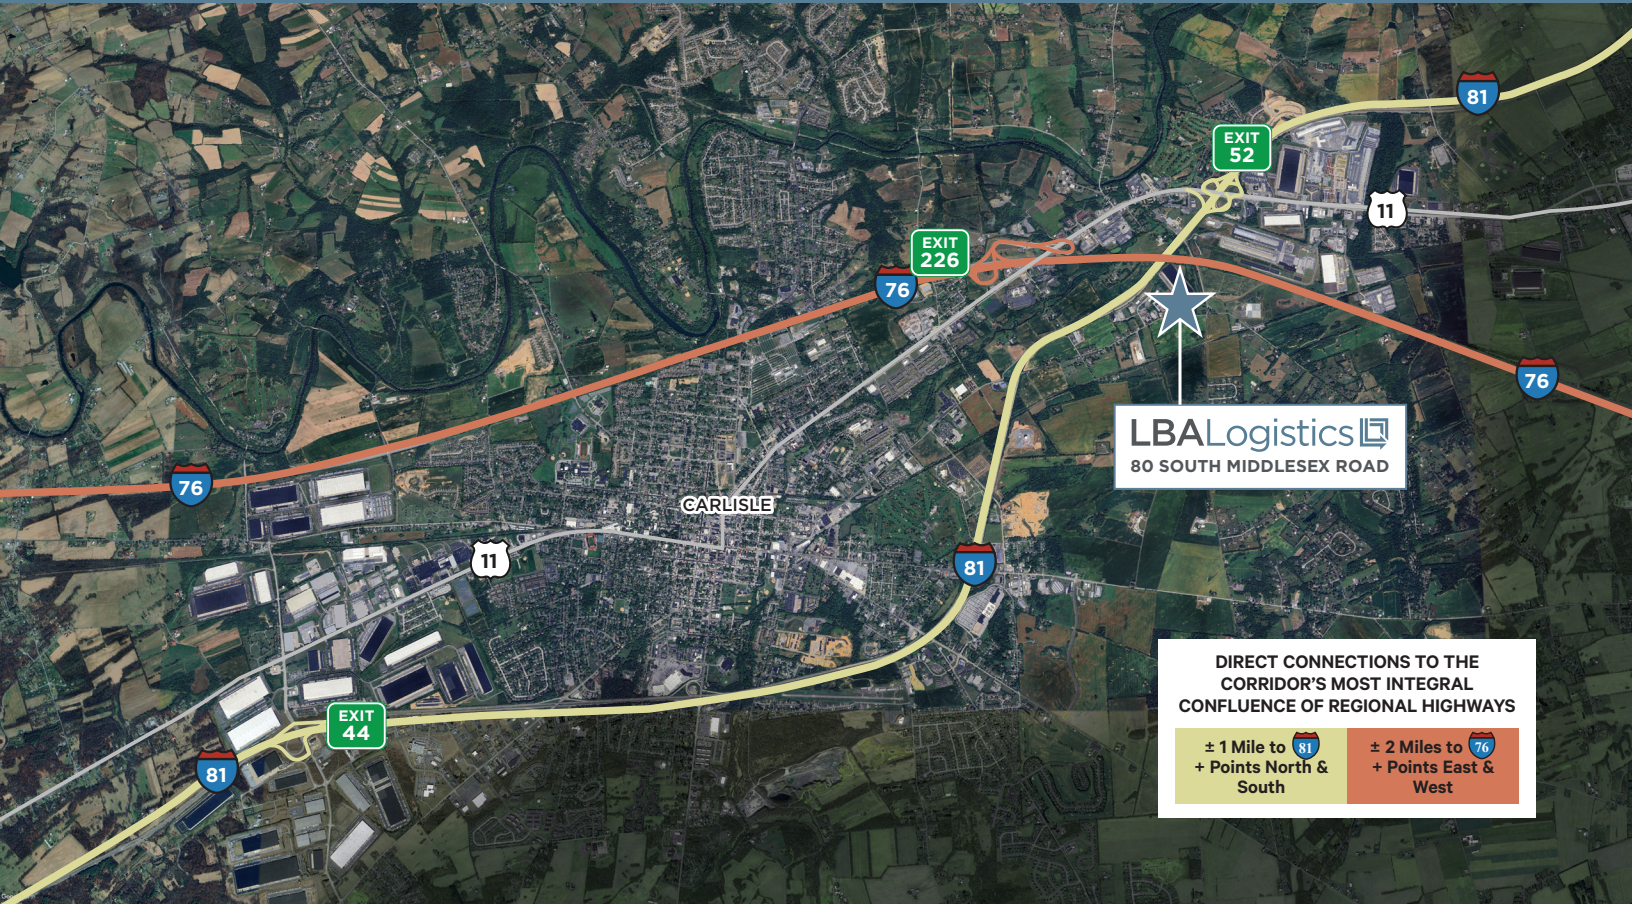 81
EXIT
52
11
EXIT
226
76
76
LBALogistics
80 SOUTH MIDDLESEX ROAD
76
CARLISLE
11
81
EXIT
44
81
DIRECT CONNECTIONS TO THE
CORRIDOR'S MOST INTEGRAL
CONFLUENCE OF REGIONAL HIGHWAYS
± 1 Mile to 81
+ Points North &
South
± 2 Miles to 76
+ Points East &
West